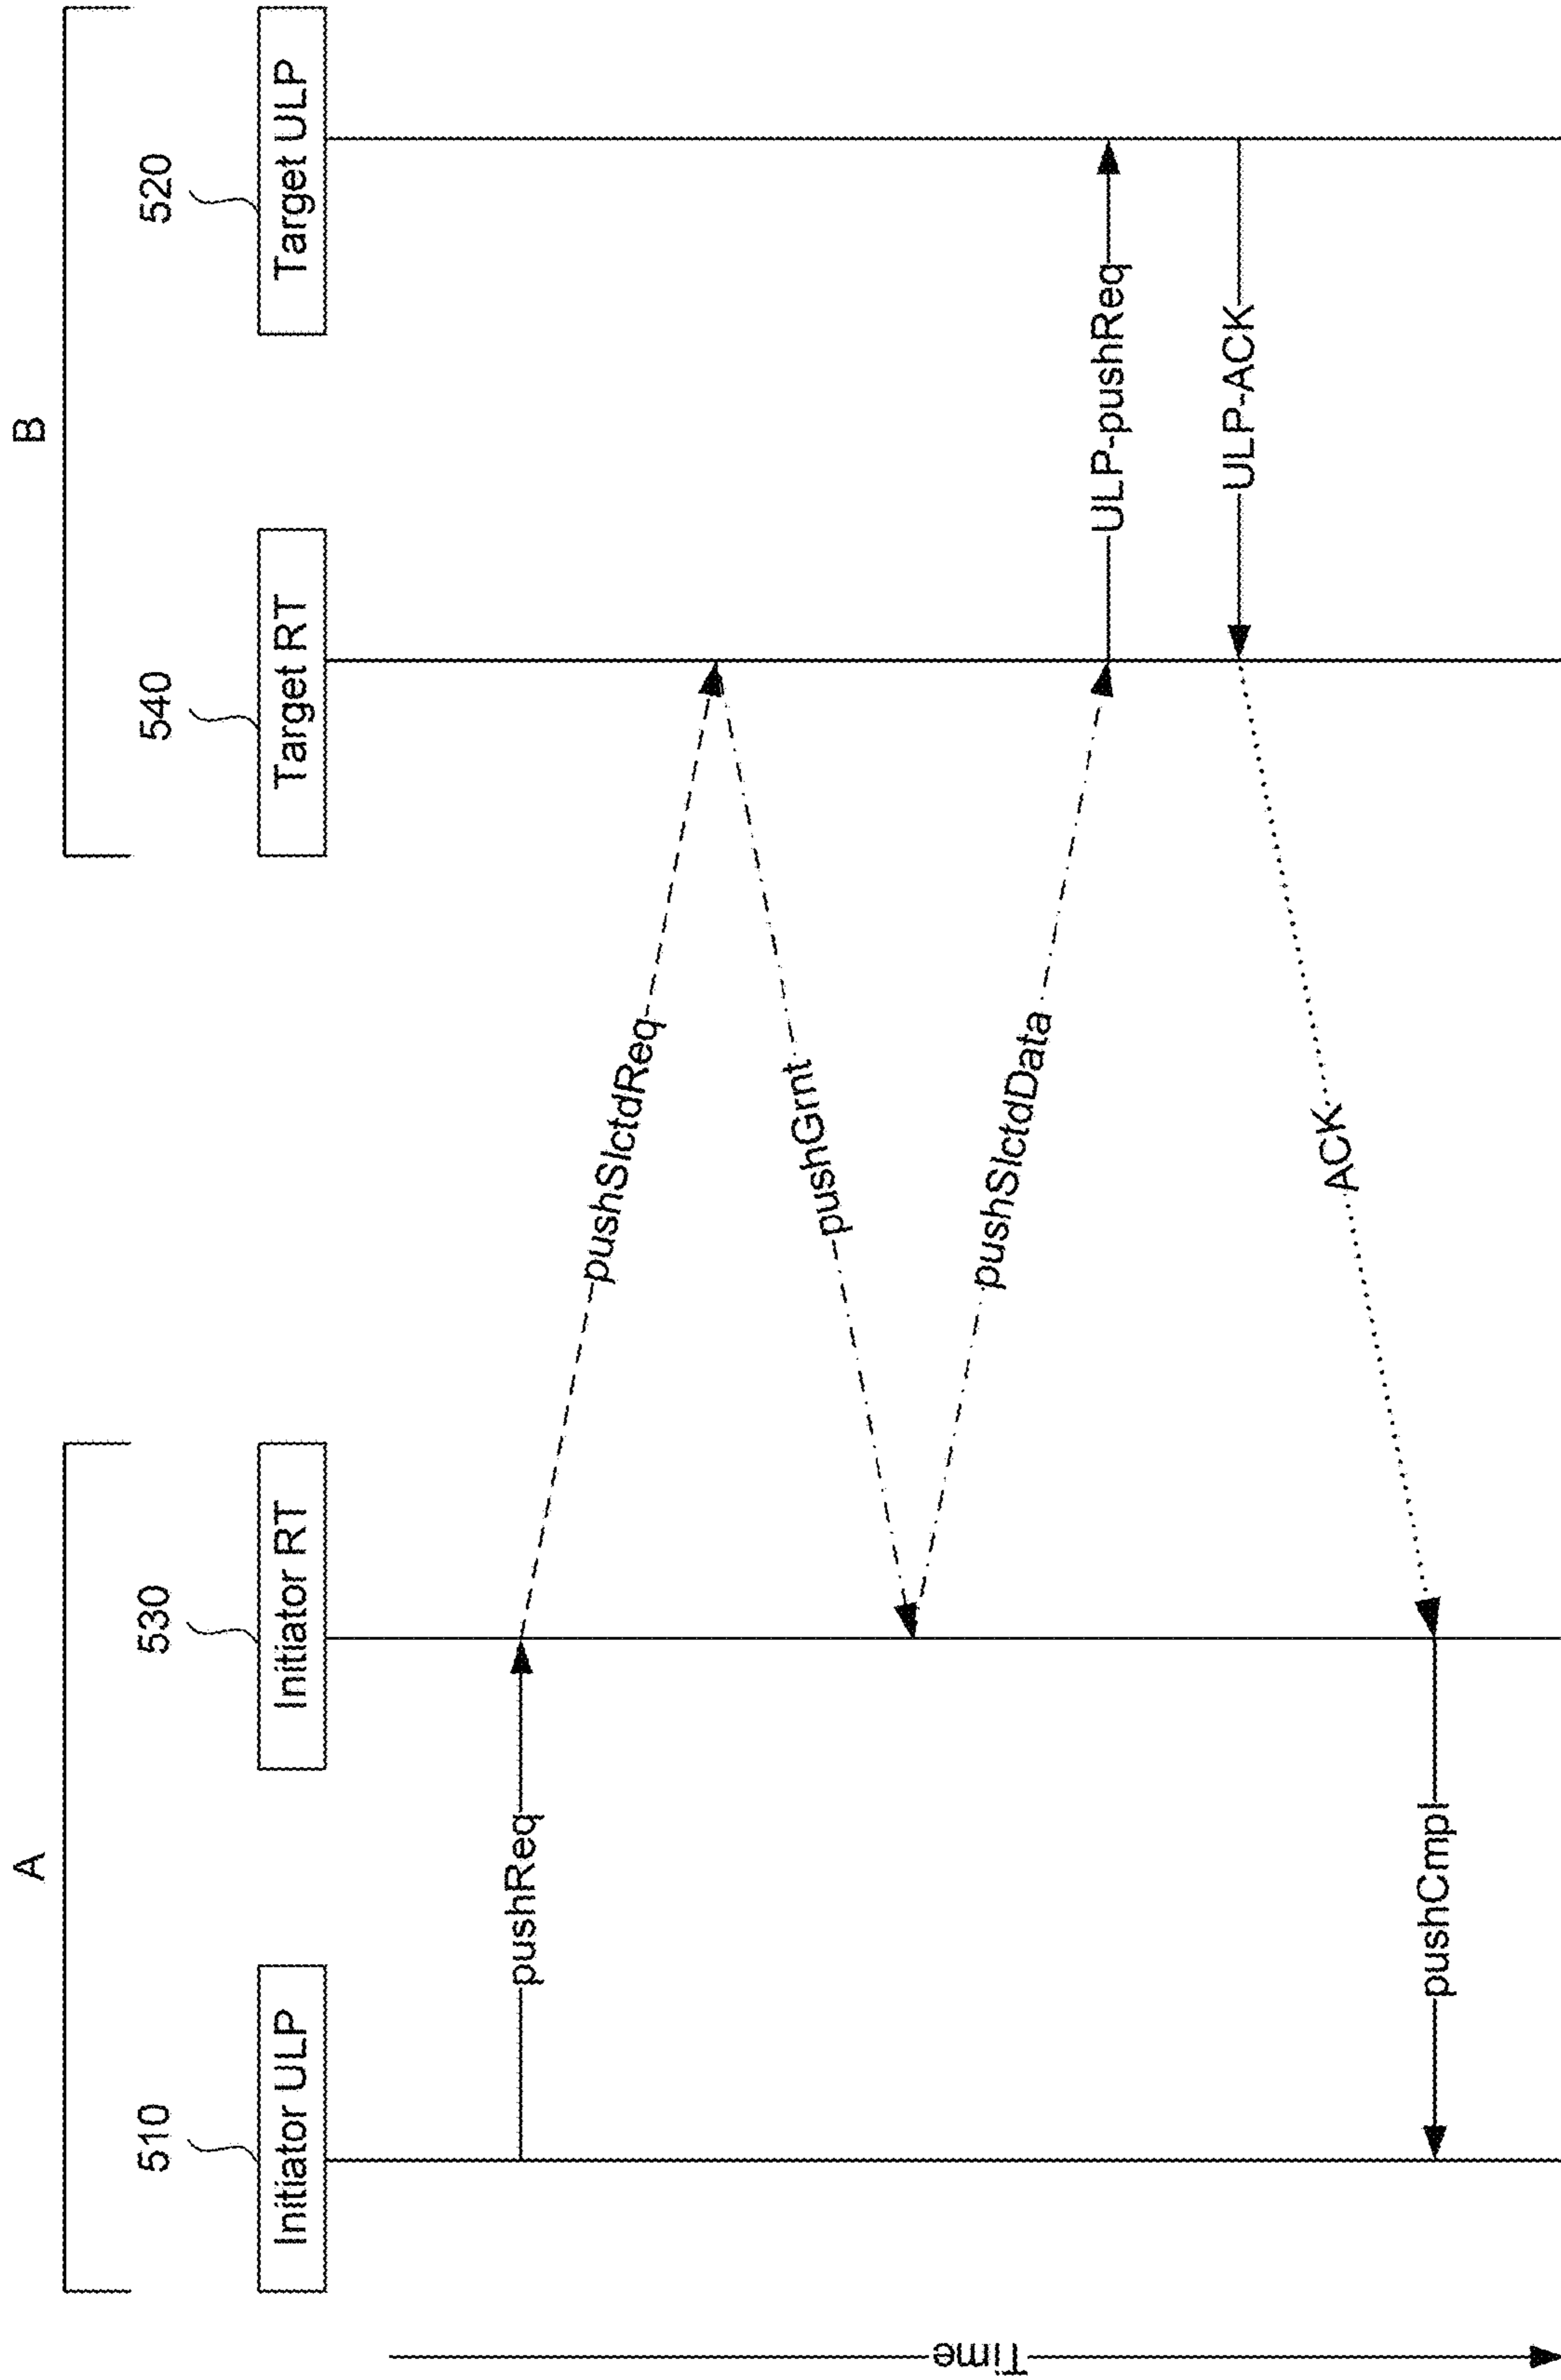 A
B
510
530
540
520
Initiator ULP
Initiator RT
Target RT
Target ULP
pushReq
pushSlctdReq
pushGrnt
pushSlctdData
ULP-pushReq
ULP-ACK
ACK
pushCmpl
Time